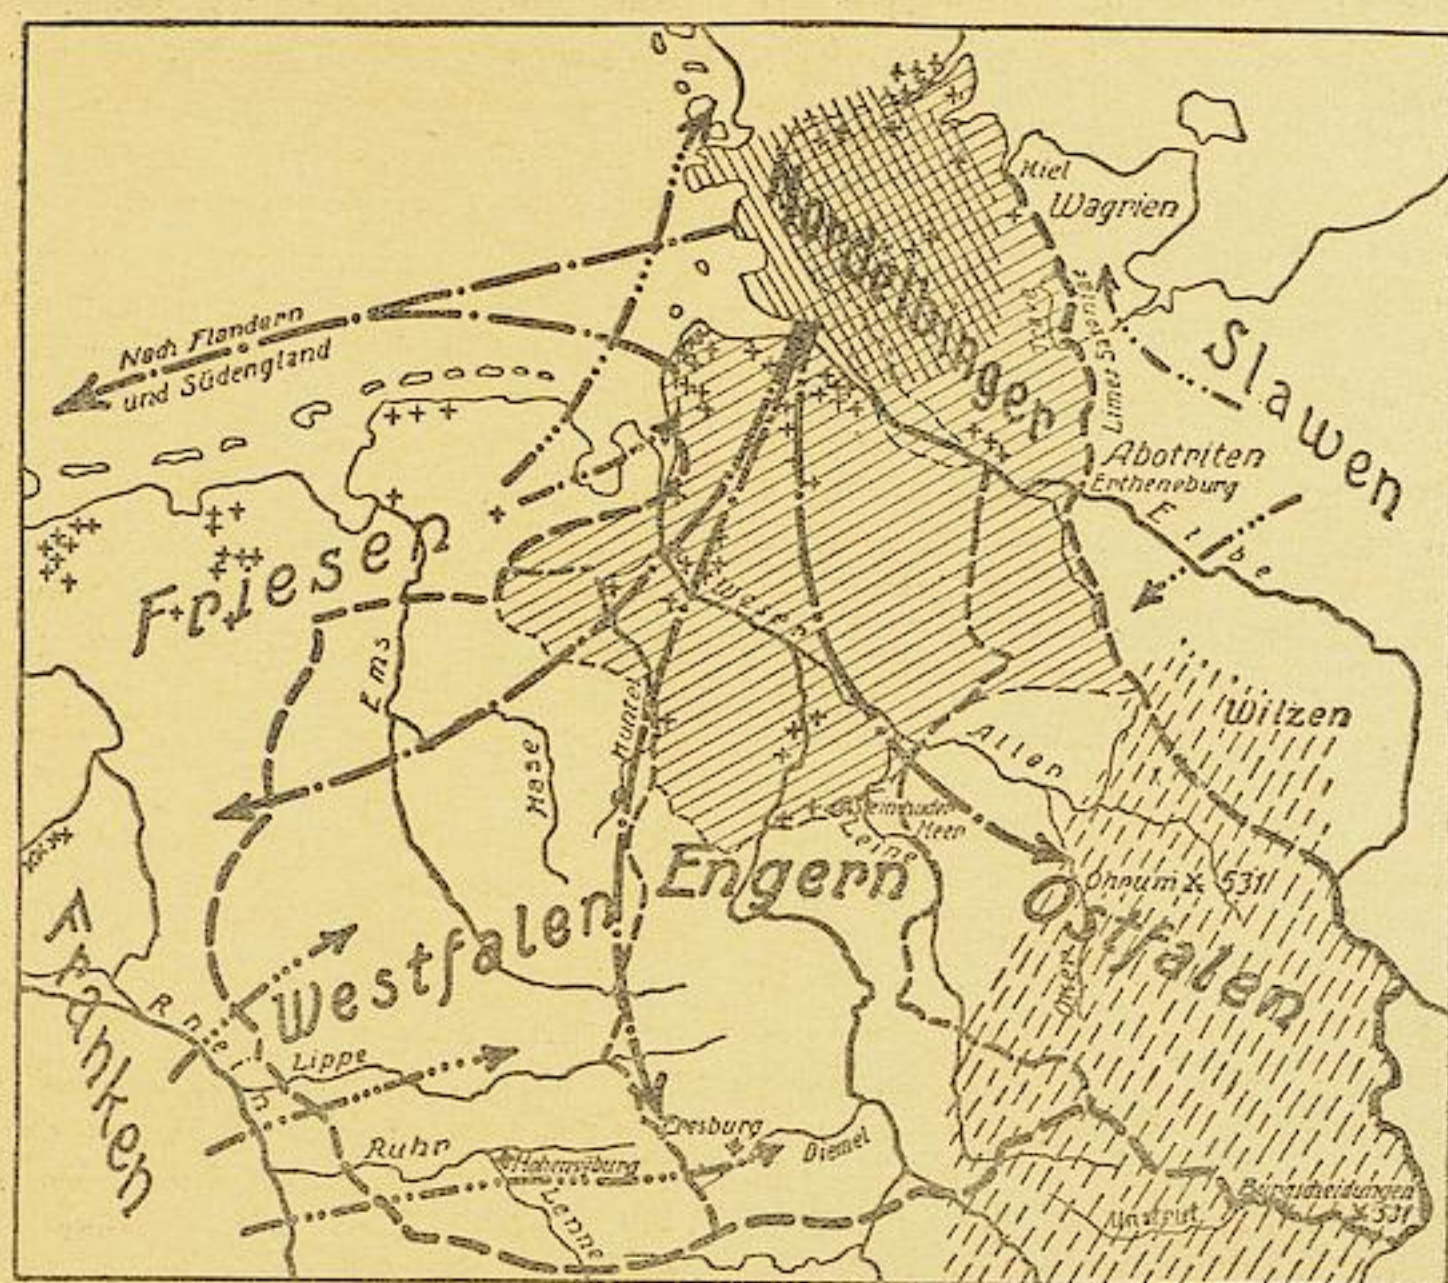 Kiel
Wagrien
Nordelbinger
Limes Saxoniae
Slawen
Nach Flandern
und Südengland
Abotriten
Ertheneburg
Elbe
Friesen
Weser
Ems
Hase
Hunte
Wilzen
Aller
Steinhuder
Meer
Leine
Engern
Ohrum 531
Ostfalen
Oker
Westfalen
Franken
Rhein
Lippe
Eresburg
Diemel
Ruhr
Hohensyburg
Lenne
Unstrut
Burgscheidungen
531